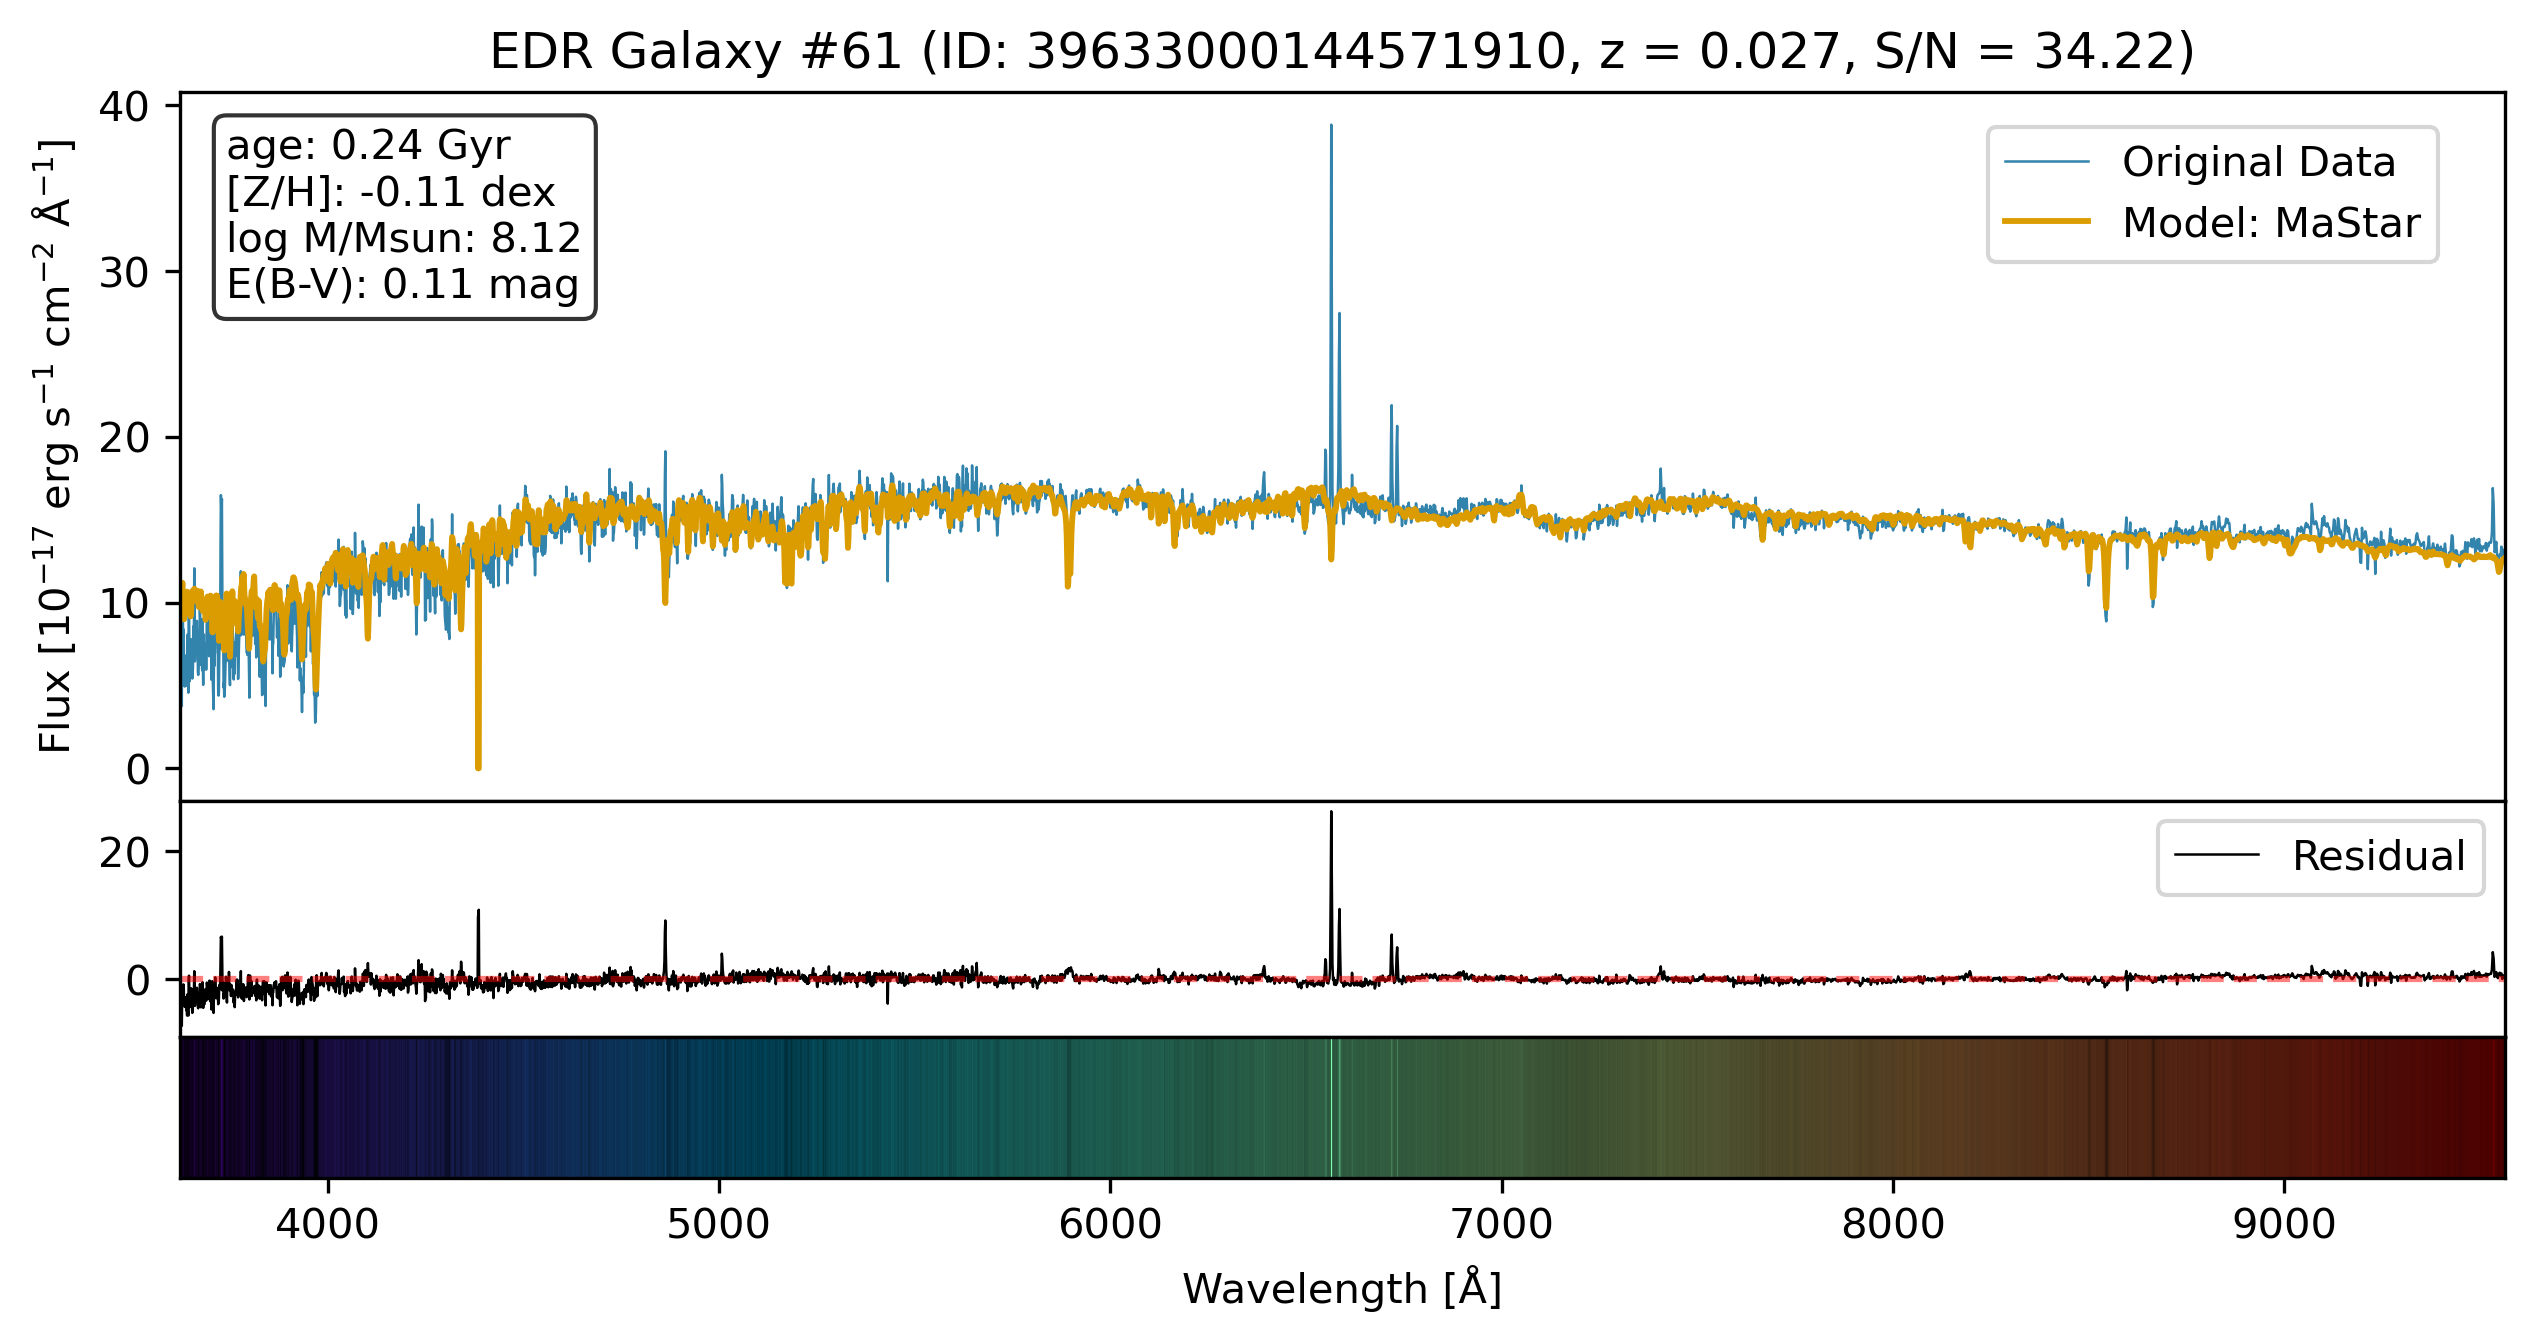 EDR Galaxy #61 (ID: 39633000144571910, z = 0.027, S/N = 34.22)
age: 0.24 Gyr
[Z/H]: -0.11 dex
log M/Msun: 8.12
E(B-V): 0.11 mag
Original Data
Model: MaStar
40
30
20
10
0
Flux [10⁻¹⁷ erg s⁻¹ cm⁻² Å⁻¹]
Residual
20
0
4000
5000
6000
7000
8000
9000
Wavelength [Å]